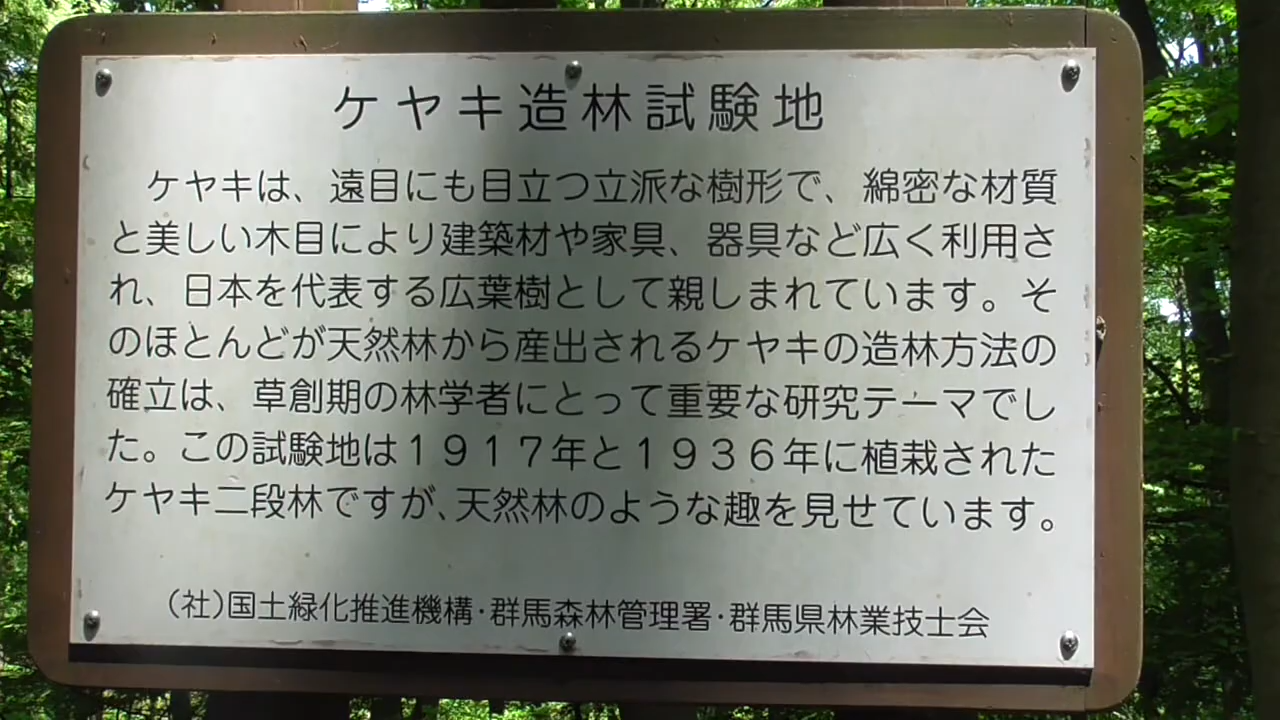 ケヤキ造林試験地
ケヤキは、遠目にも目立つ立派な樹形で、綿密な材質
と美しい木目により建築材や家具、器具など広く利用さ
れ、日本を代表する広葉樹として親しまれています。そ
のほとんどが天然林から産出されるケヤキの造林方法の
確立は、草創期の林学者にとって重要な研究テーマでし
た。この試験地は１９１７年と１９３６年に植栽された
ケヤキ二段林ですが、天然林のような趣を見せています。
（社）国土緑化推進機構・群馬森林管理署・群馬県林業技士会